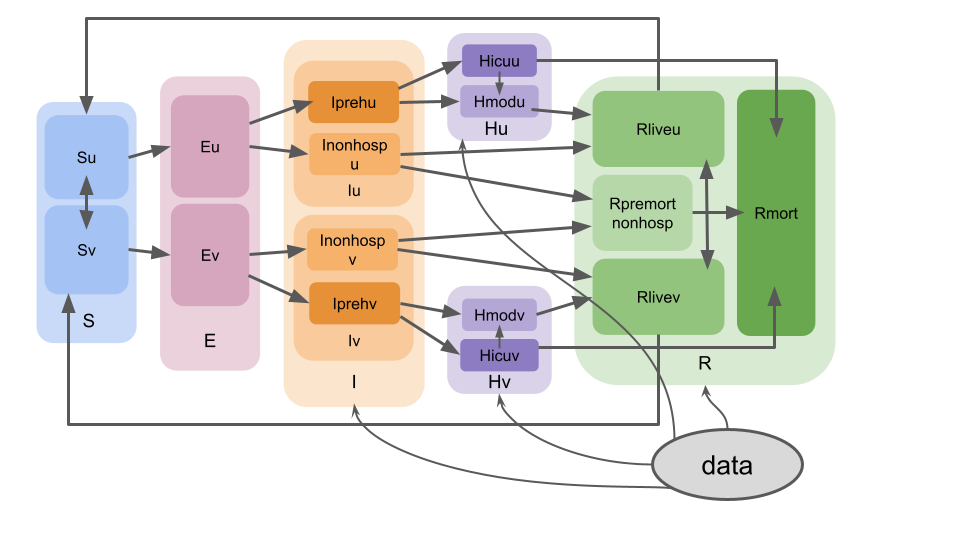 Su
Sv
S
Eu
Ev
E
Iprehu
Inonhosp
u
Iu
Inonhosp
v
Iprehv
Iv
I
Hicuu
Hmodu
Hu
Hmodv
Hicuv
Hv
Rliveu
Rpremort
nonhosp
Rlivev
Rmort
R
data